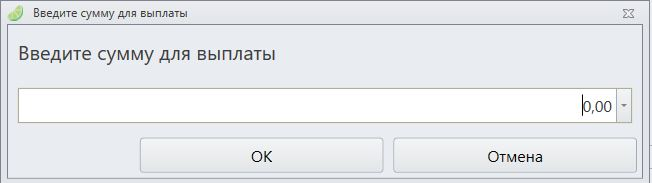 Введите сумму для выплаты
Введите сумму для выплаты
0,00
OK
Отмена